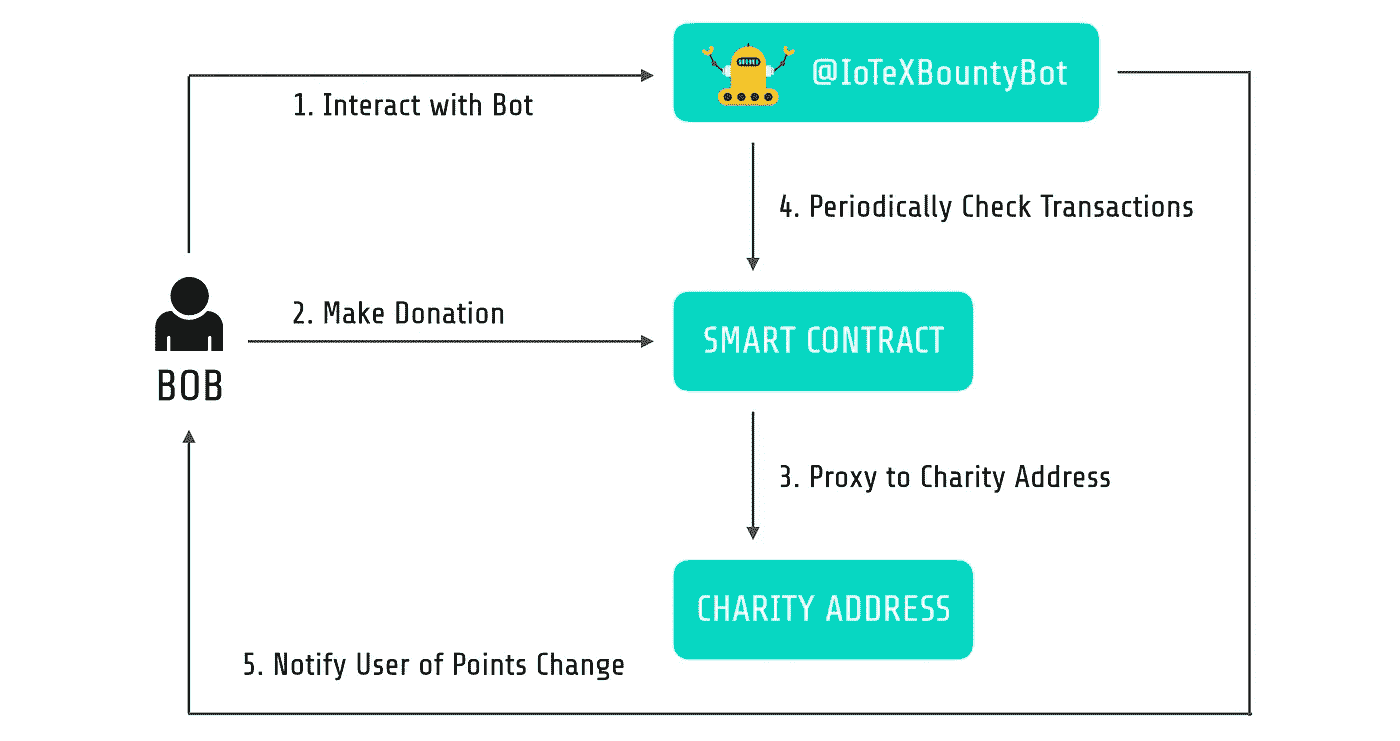 @IoTeXBountyBot
1. Interact with Bot
4. Periodically Check Transactions
2. Make Donation
SMART CONTRACT
BOB
3. Proxy to Charity Address
CHARITY ADDRESS
5. Notify User of Points Change